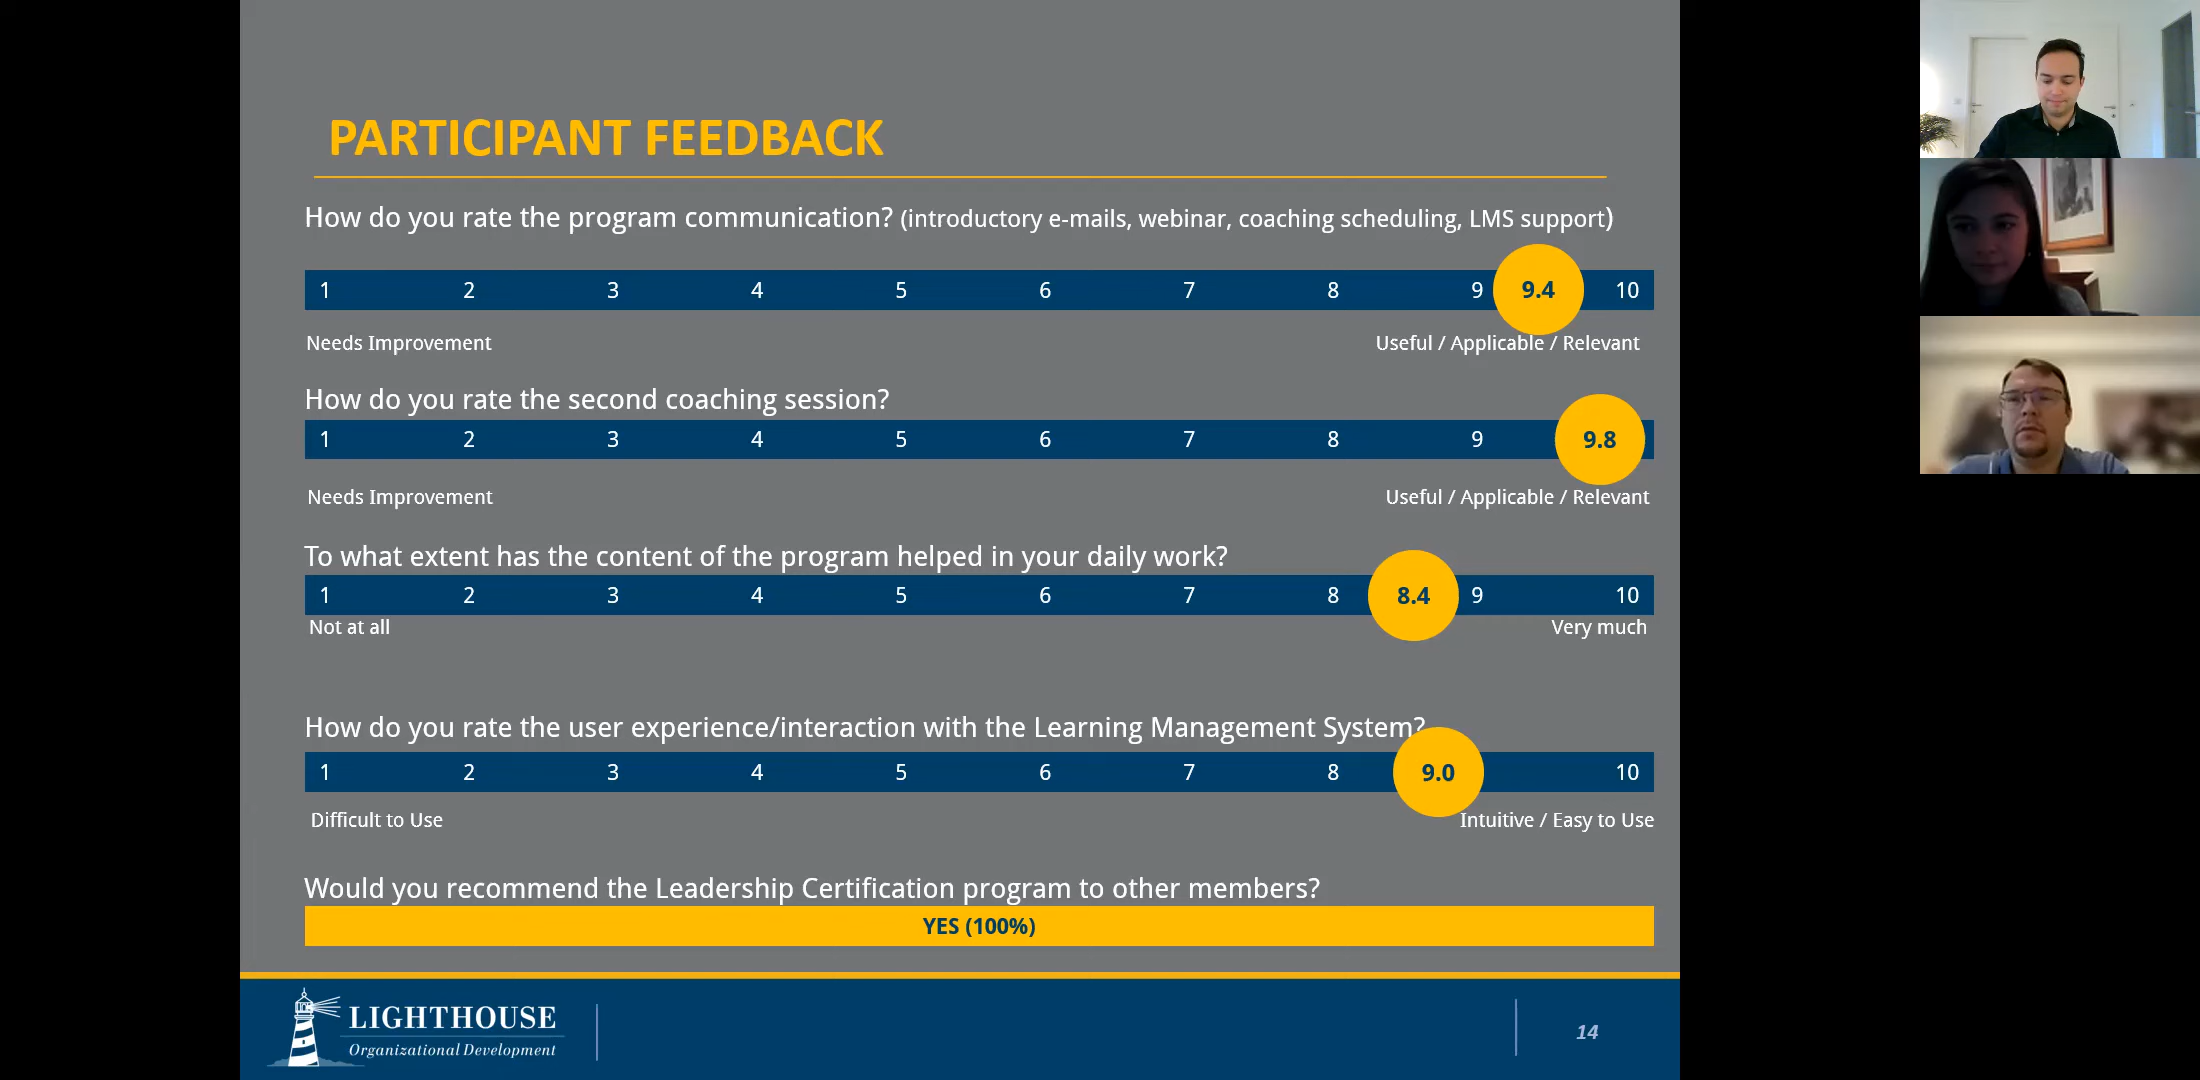 PARTICIPANT FEEDBACK
How do you rate the program communication? (introductory e-mails, webinar, coaching scheduling, LMS support)
1 2 3 4 5 6 7 8 9 9.4 10
Needs Improvement Useful / Applicable / Relevant
How do you rate the second coaching session?
1 2 3 4 5 6 7 8 9 9.8
Needs Improvement Useful / Applicable / Relevant
To what extent has the content of the program helped in your daily work?
1 2 3 4 5 6 7 8 8.4 9 10
Not at all Very much
How do you rate the user experience/interaction with the Learning Management System?
1 2 3 4 5 6 7 8 9.0 10
Difficult to Use Intuitive / Easy to Use
Would you recommend the Leadership Certification program to other members?
YES (100%)
LIGHTHOUSE
Organizational Development
14